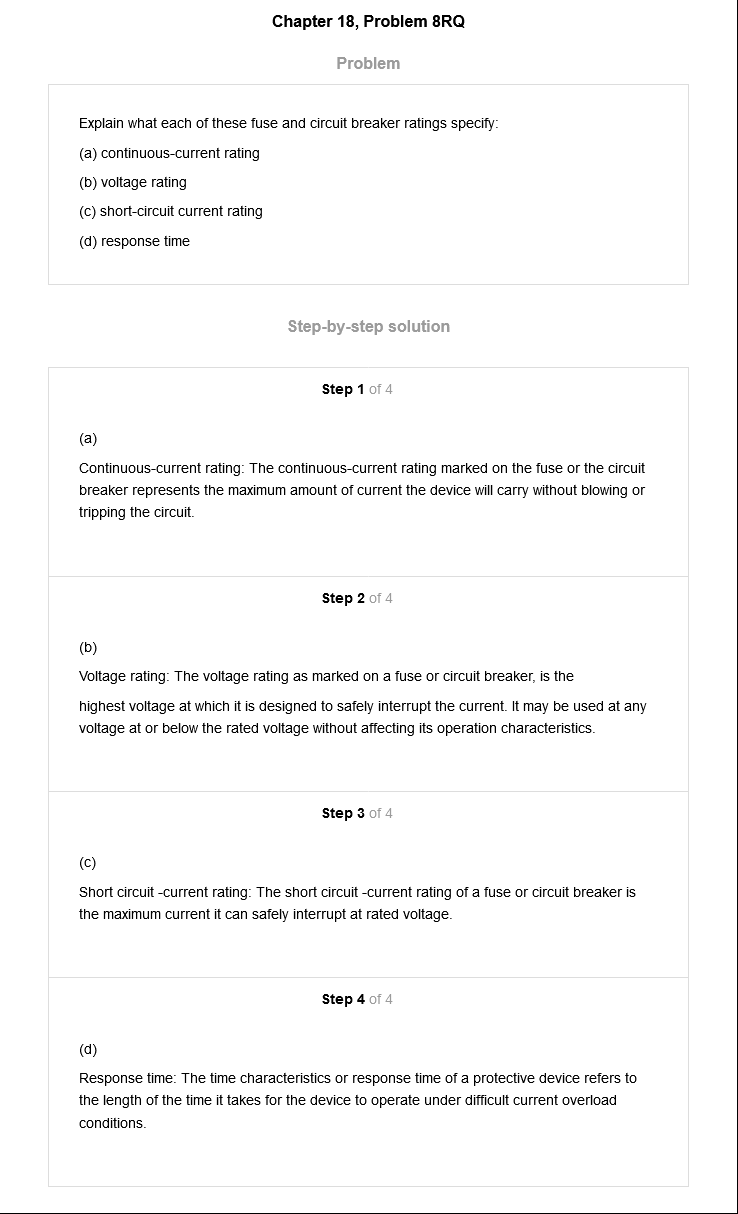 Chapter 18, Problem 8RQ
Problem
Explain what each of these fuse and circuit breaker ratings specify:
(a) continuous-current rating
(b) voltage rating
(c) short-circuit current rating
(d) response time
Step-by-step solution
Step 1 of 4
(a)
Continuous-current rating: The continuous-current rating marked on the fuse or the circuit
breaker represents the maximum amount of current the device will carry without blowing or
tripping the circuit.
Step 2 of 4
(b)
Voltage rating: The voltage rating as marked on a fuse or circuit breaker, is the
highest voltage at which it is designed to safely interrupt the current. It may be used at any
voltage at or below the rated voltage without affecting its operation characteristics.
Step 3 of 4
(c)
Short circuit -current rating: The short circuit -current rating of a fuse or circuit breaker is
the maximum current it can safely interrupt at rated voltage.
Step 4 of 4
(d)
Response time: The time characteristics or response time of a protective device refers to
the length of the time it takes for the device to operate under difficult current overload
conditions.